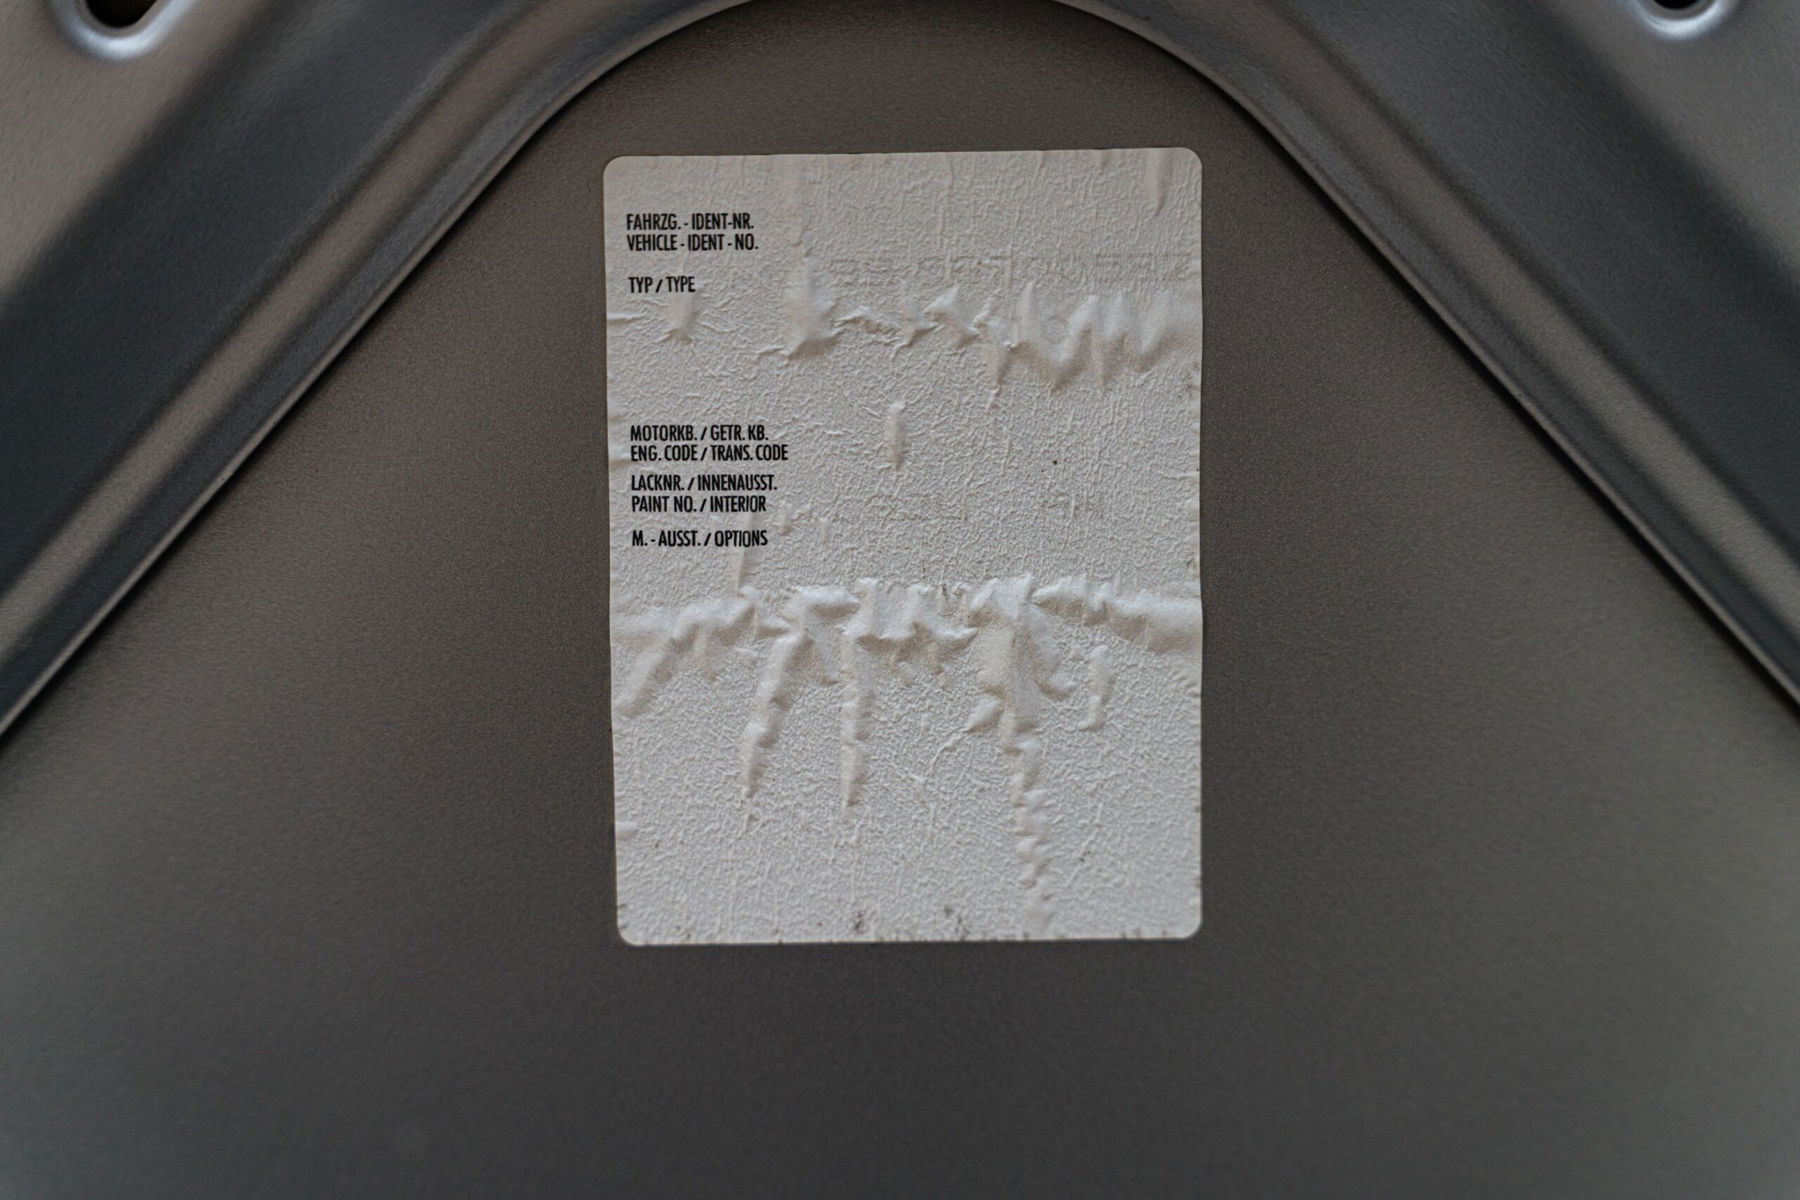 FAHRZG. - IDENT-NR.
VEHICLE - IDENT - NO.
TYP / TYPE
MOTORKB. / GETR. KB.
ENG. CODE / TRANS. CODE
LACKNR. / INNENAUSST.
PAINT NO. / INTERIOR
M. - AUSST. / OPTIONS